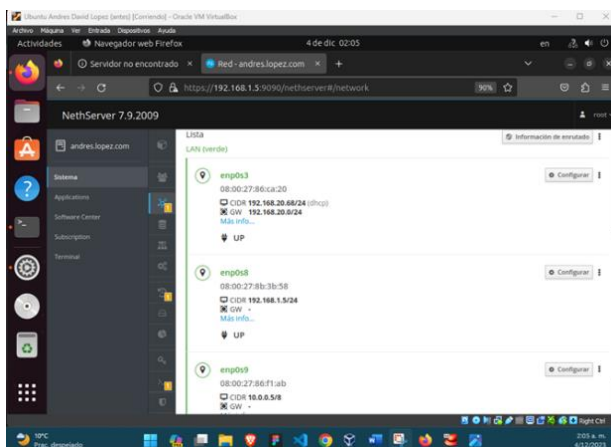 Ubuntu Andres David Lopez (antes) [Corriendo] - Oracle VM VirtualBox
Archivo Máquina Ver Entrada Dispositivos Ayuda
Actividades Navegador web Firefox 4 de dic 02:05 en
Servidor no encontrado × Red - andres.lopez.com × +
https://192.168.1.5:9090/nethserver#/network 90%
NethServer 7.9.2009 root
andres.lopez.com
Lista
Información de enrutado
LAN (verde)
Sistema
Applications
Software Center
Subscription
Terminal
enp0s3 Configurar
08:00:27:86:ca:20
CIDR 192.168.20.68/24 (dhcp)
GW 192.168.20.0/24
Más info...
UP
enp0s8 Configurar
08:00:27:8b:3b:58
CIDR 192.168.1.5/24
GW -
Más info...
UP
enp0s9 Configurar
08:00:27:86:f1:ab
CIDR 10.0.0.5/8
GW -
Right Ctrl
10°C
Prac. despejado
2:05 a. m.
4/12/2023